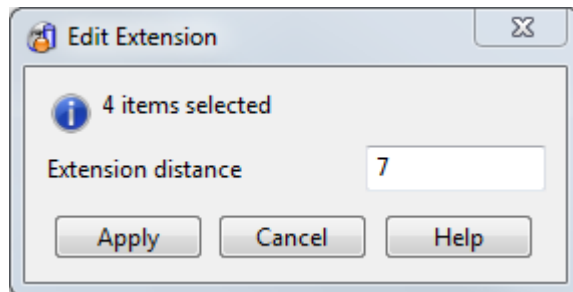 Edit Extension
4 items selected
Extension distance 7
Apply Cancel Help